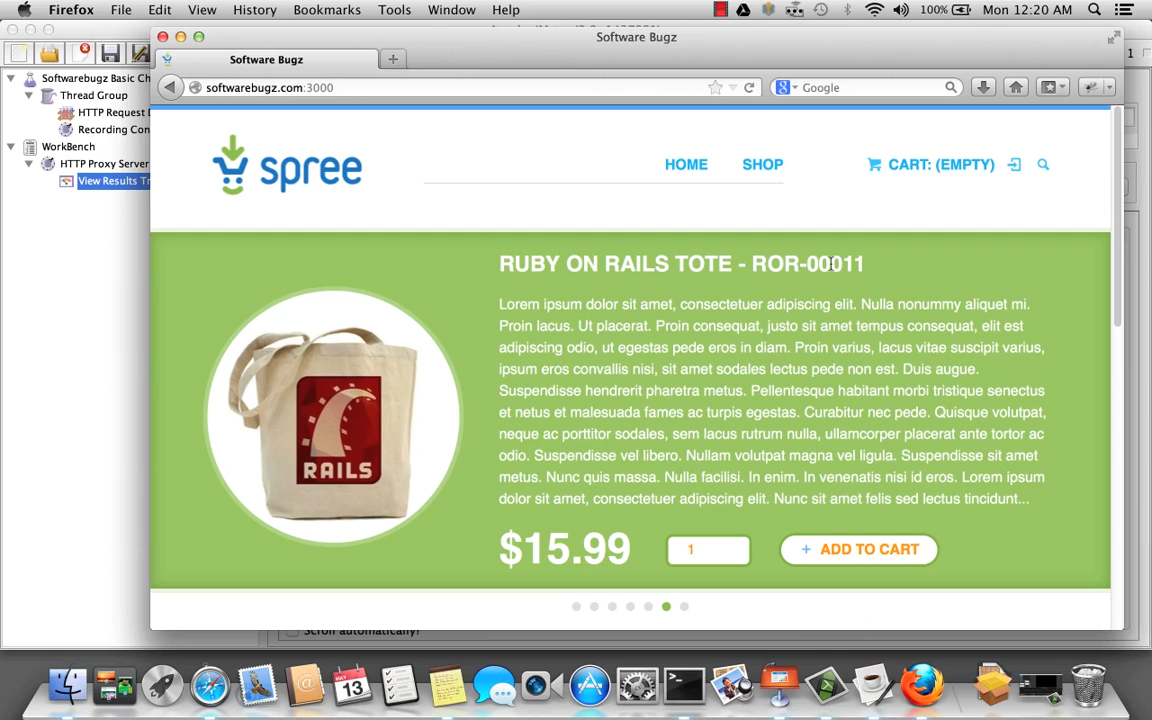 Firefox File Edit View History Bookmarks Tools Window Help 100% Mon 12:20 AM
Software Bugz
Software Bugz
softwarebugz.com:3000
Google
Softwarebugz Basic Ch
Thread Group
HTTP Request
Recording Con
WorkBench
HTTP Proxy Server
View Results Tr
1
spree
HOME SHOP CART: (EMPTY)
RUBY ON RAILS TOTE - ROR-00011
Lorem ipsum dolor sit amet, consectetuer adipiscing elit. Nulla nonummy aliquet mi.
Proin lacus. Ut placerat. Proin consequat, justo sit amet tempus consequat, elit est
adipiscing odio, ut egestas pede eros in diam. Proin varius, lacus vitae suscipit varius,
ipsum eros convallis nisi, sit amet sodales lectus pede non est. Duis augue.
Suspendisse hendrerit pharetra metus. Pellentesque habitant morbi tristique senectus
et netus et malesuada fames ac turpis egestas. Curabitur nec pede. Quisque volutpat,
neque ac porttitor sodales, sem lacus rutrum nulla, ullamcorper placerat ante tortor ac
odio. Suspendisse vel libero. Nullam volutpat magna vel ligula. Suspendisse sit amet
metus. Nunc quis massa. Nulla facilisi. In enim. In venenatis nisi id eros. Lorem ipsum
dolor sit amet, consectetuer adipiscing elit. Nunc sit amet felis sed lectus tincidunt...
RAILS
$15.99 1 + ADD TO CART
Scroll automatically?
MAY
13